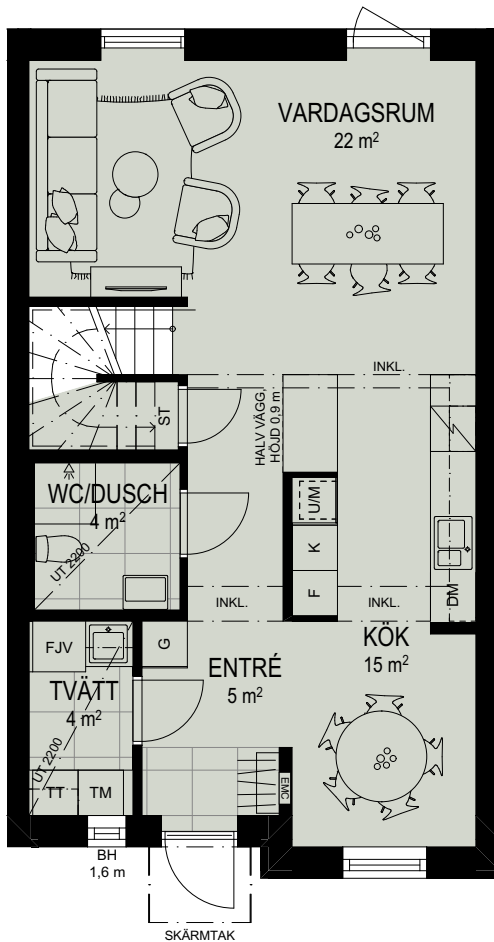 VARDAGSRUM
22 m²
INKL.
HALV VÄGG,
HÖJD 0,9 m
ST
WC/DUSCH
4 m²
UT 2200
U/M
K
F
DM
INKL.
INKL.
KÖK
15 m²
FJV
G
ENTRÉ
5 m²
TVÄTT
4 m²
UT 2200
TT
TM
EMC
BH
1,6 m
SKÄRMTAK